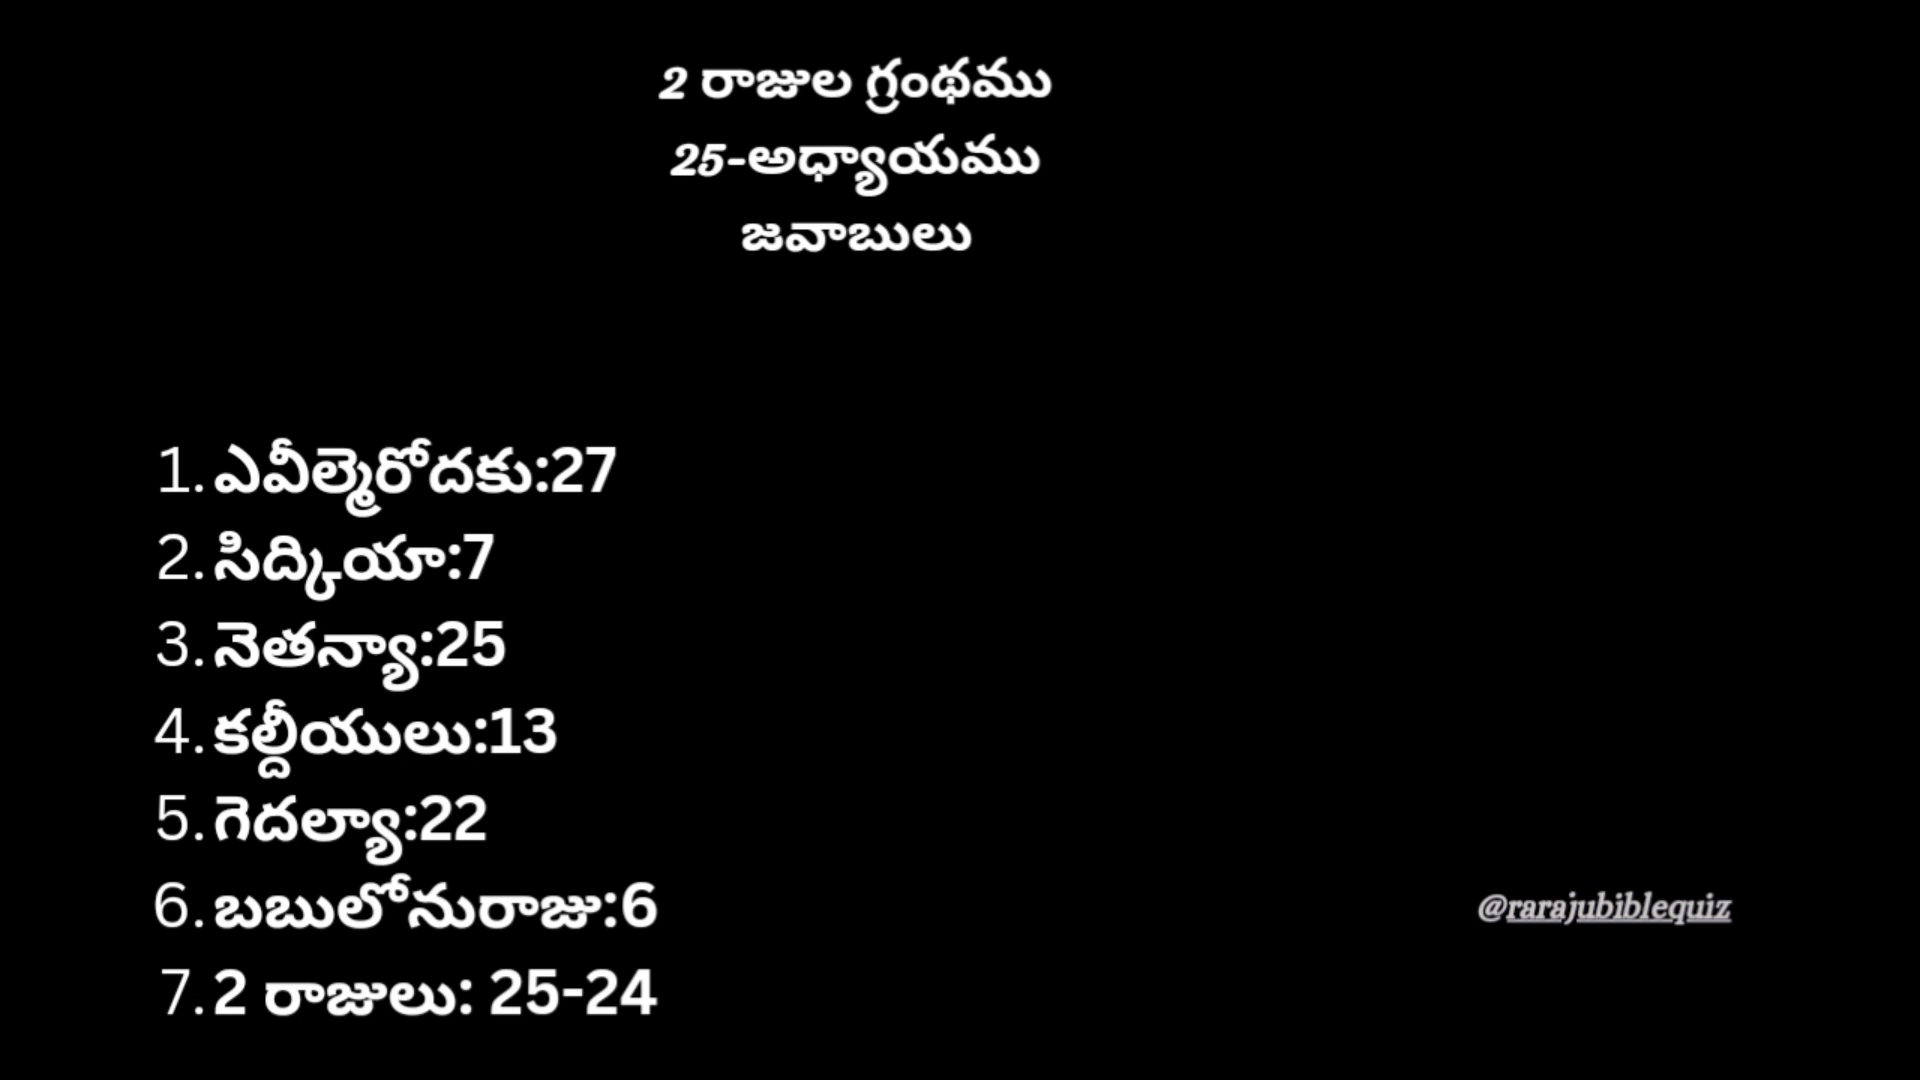 2 రాజుల గ్రంథము
25-అధ్యాయము
జవాబులు
1. ఎవీల్మెరోదకు:27
2. సిద్కియా:7
3. నెతన్యా:25
4. కల్దీయులు:13
5. గెదల్యా:22
6. బబులోనురాజు:6
7. 2 రాజులు: 25-24
@rarajubiblequiz